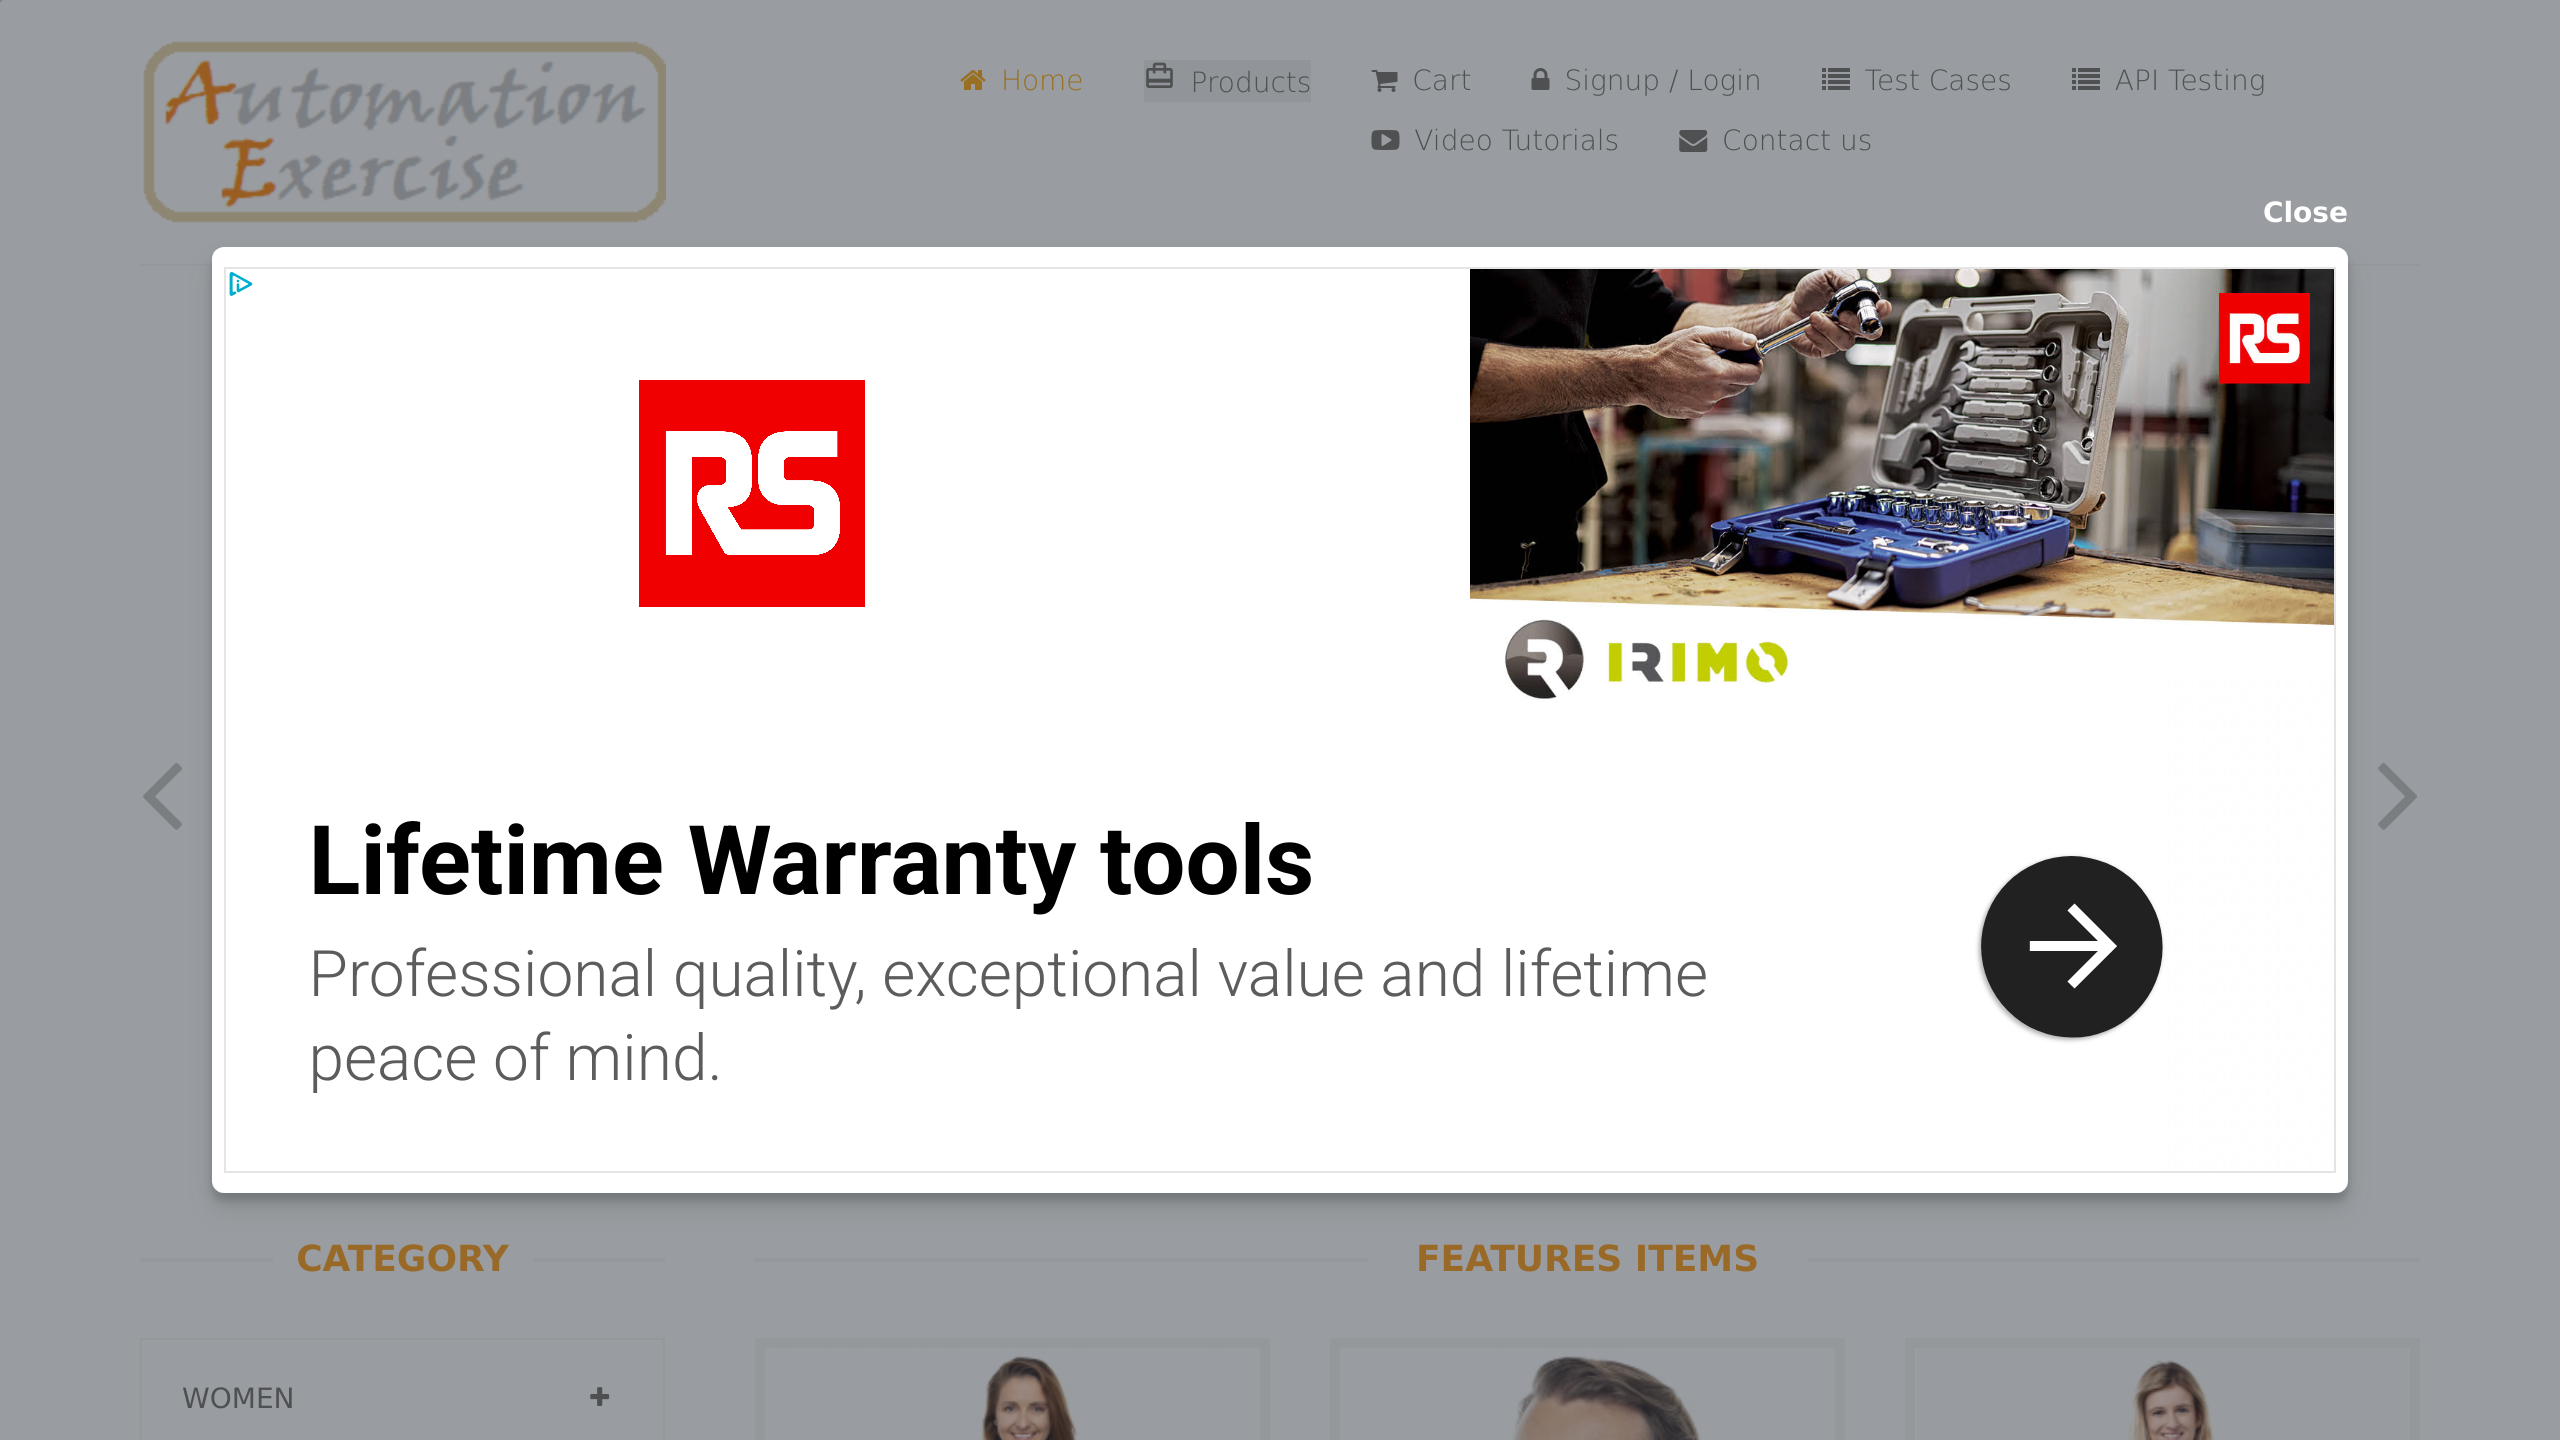 Automation
Exercise
Home
Products
Cart
Signup / Login
Test Cases
API Testing
Video Tutorials
Contact us
Close
RS
RS
IRIMO
Lifetime Warranty tools
Professional quality, exceptional value and lifetime
peace of mind.
CATEGORY
FEATURES ITEMS
WOMEN